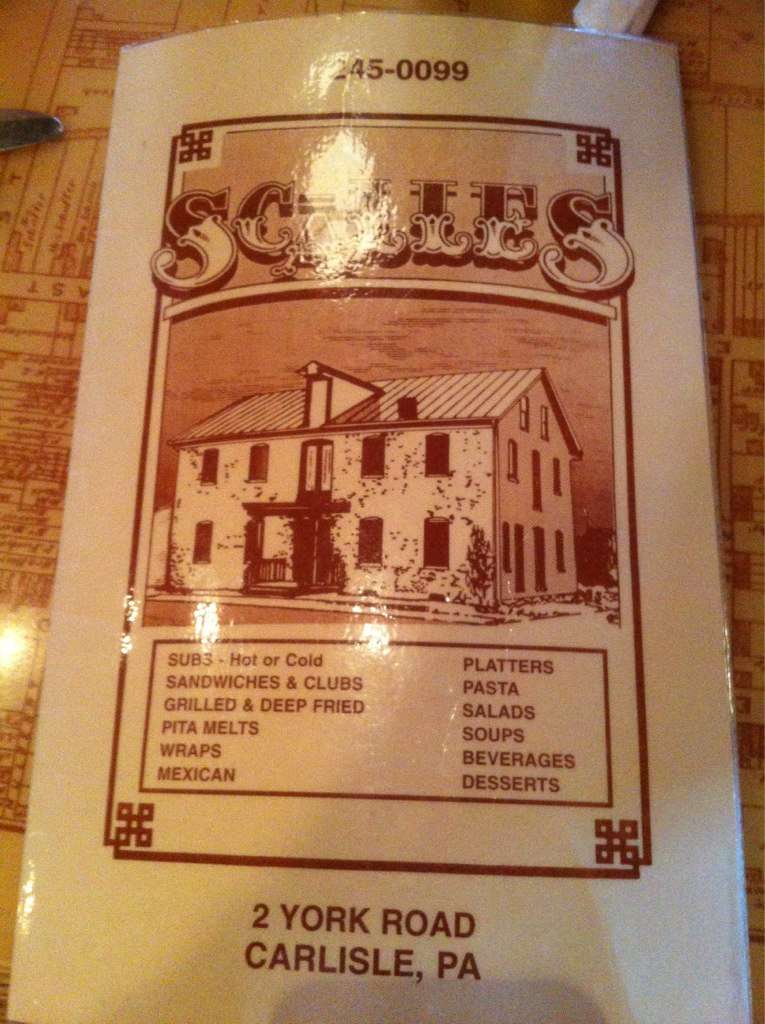 245-0099
SCALLES
SUBS - Hot or Cold
SANDWICHES & CLUBS
GRILLED & DEEP FRIED
PITA MELTS
WRAPS
MEXICAN
PLATTERS
PASTA
SALADS
SOUPS
BEVERAGES
DESSERTS
2 YORK ROAD
CARLISLE, PA